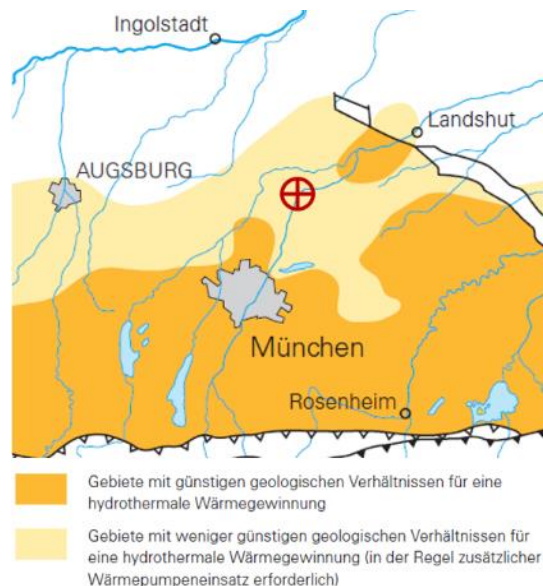 Ingolstadt
Landshut
AUGSBURG
München
Rosenheim
Gebiete mit günstigen geologischen Verhältnissen für eine
hydrothermale Wärmegewinnung
Gebiete mit weniger günstigen geologischen Verhältnissen für
eine hydrothermale Wärmegewinnung (in der Regel zusätzlicher
Wärmepumpeneinsatz erforderlich)